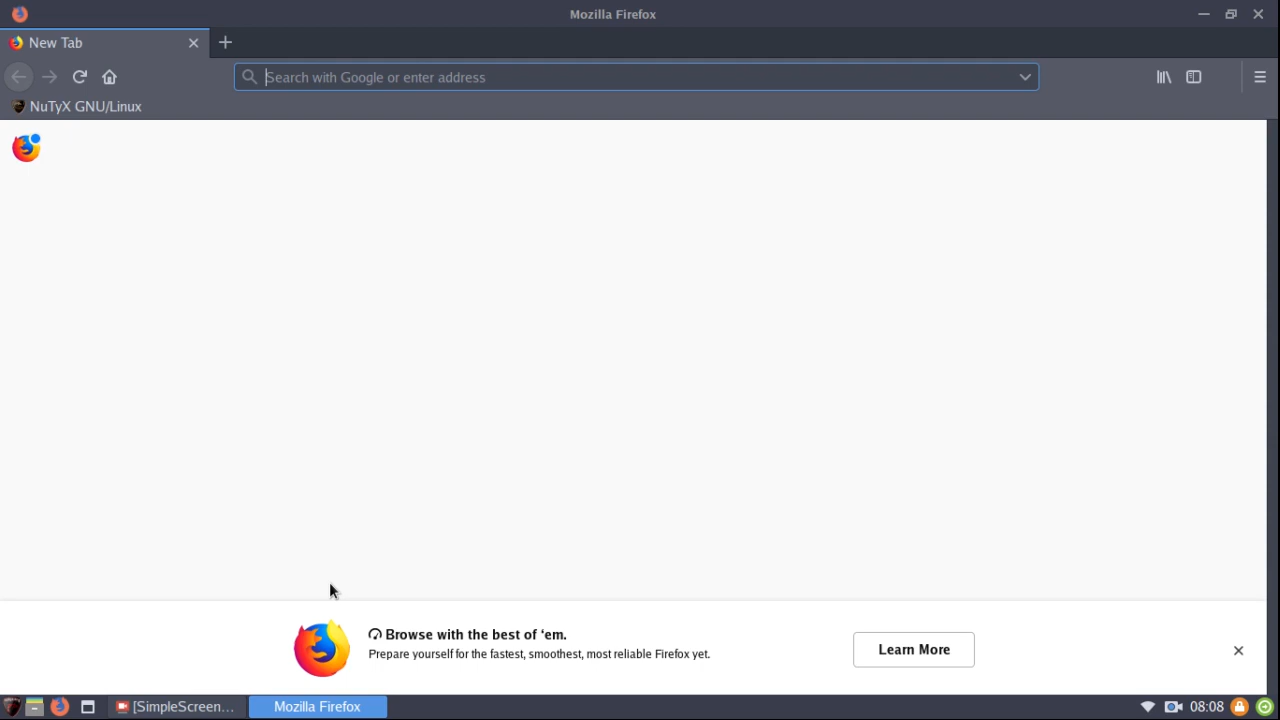 Mozilla Firefox
New Tab
Search with Google or enter address
NuTyX GNU/Linux
Browse with the best of ‘em.
Prepare yourself for the fastest, smoothest, most reliable Firefox yet.
Learn More
[SimpleScreen...
Mozilla Firefox
08:08